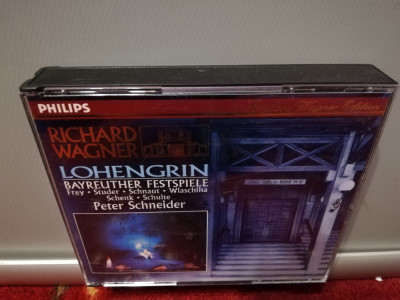 PHILIPS
RICHARD
WAGNER
LOHENGRIN
BAYREUTHER FESTSPIELE
Frey · Studer · Schnaut · Wlaschiha
Schenk · Schulte
Peter Schneider